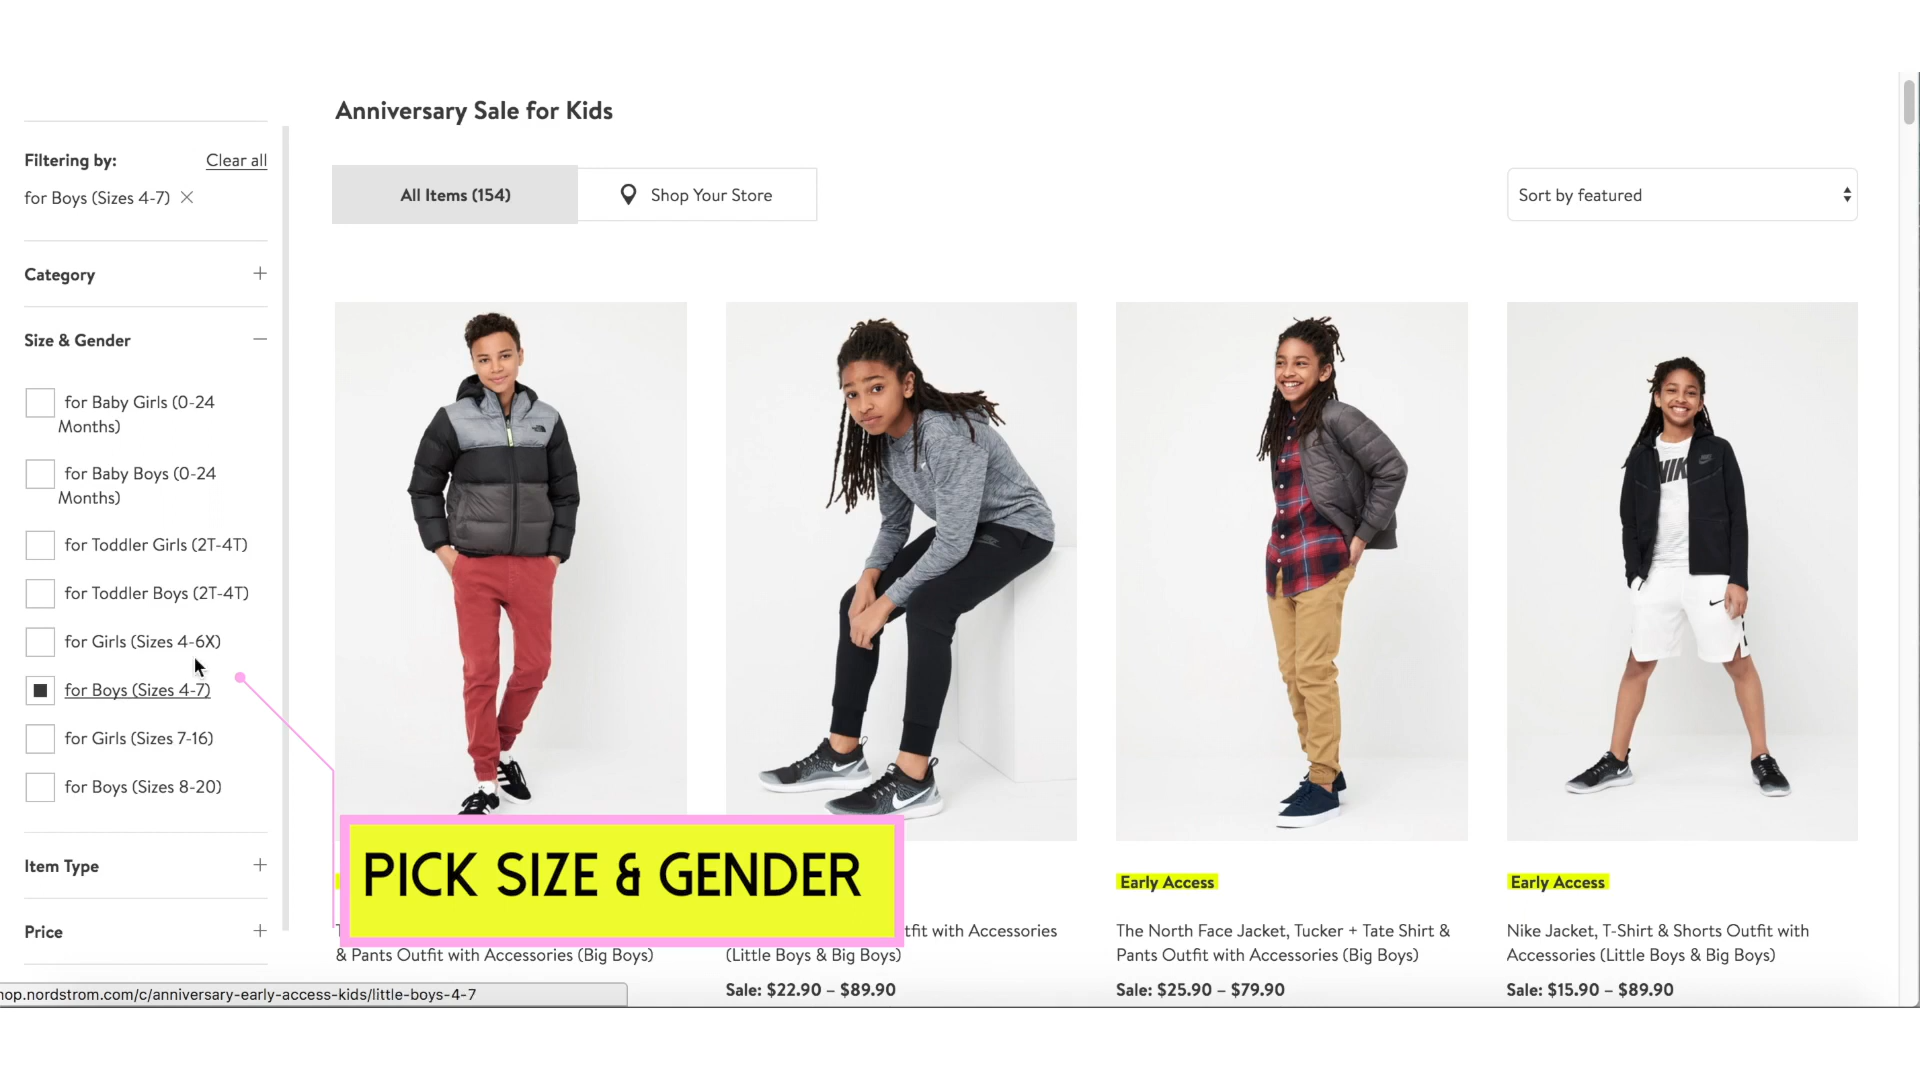 Anniversary Sale for Kids
Filtering by:
Clear all
for Boys (Sizes 4-7)
All Items (154)
Shop Your Store
Sort by featured
Category
Size & Gender
for Baby Girls (0-24
Months)
for Baby Boys (0-24
Months)
for Toddler Girls (2T-4T)
for Toddler Boys (2T-4T)
for Girls (Sizes 4-6X)
for Boys (Sizes 4-7)
for Girls (Sizes 7-16)
for Boys (Sizes 8-20)
Item Type
Price
PICK SIZE & GENDER
& Pants Outfit with Accessories (Big Boys)
with Accessories
(Little Boys & Big Boys)
Sale: $22.90 – $89.90
Early Access
The North Face Jacket, Tucker + Tate Shirt &
Pants Outfit with Accessories (Big Boys)
Sale: $25.90 – $79.90
Early Access
Nike Jacket, T-Shirt & Shorts Outfit with
Accessories (Little Boys & Big Boys)
Sale: $15.90 – $89.90
hop.nordstrom.com/c/anniversary-early-access-kids/little-boys-4-7